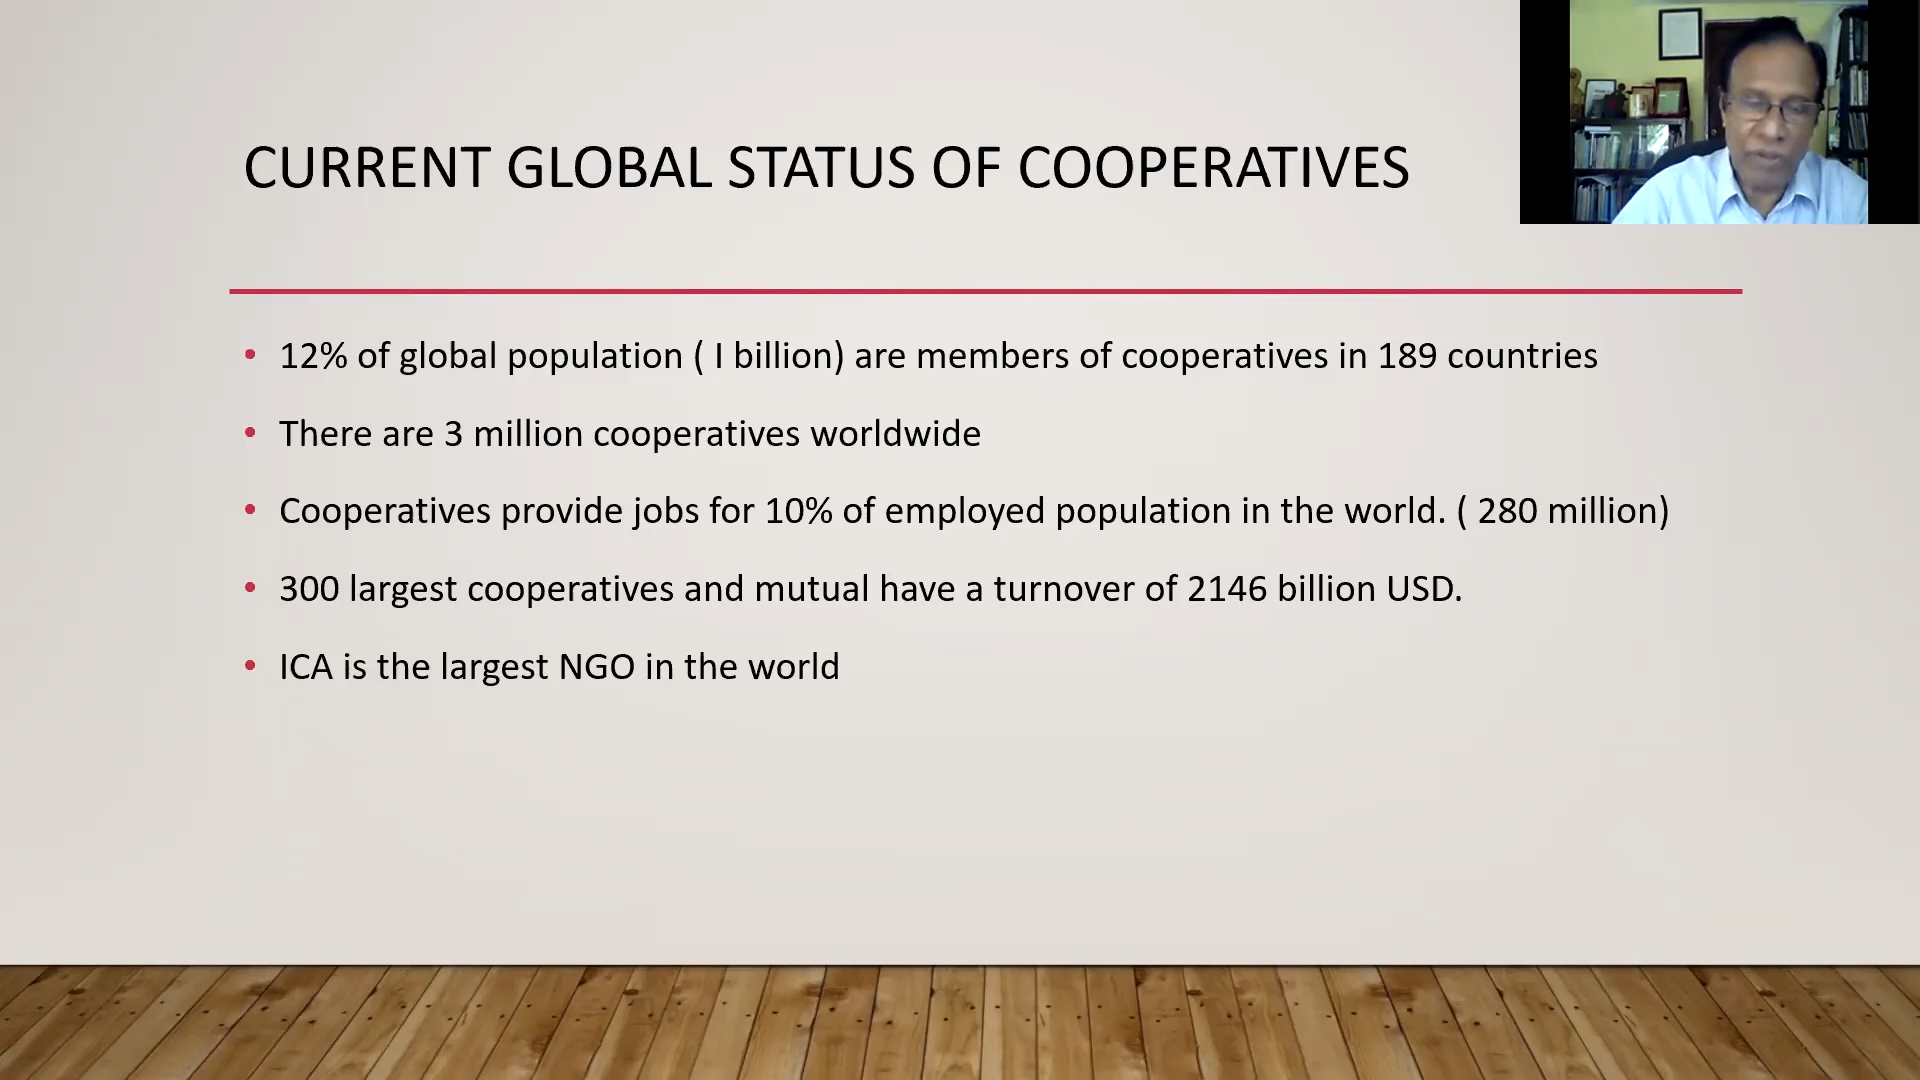 CURRENT GLOBAL STATUS OF COOPERATIVES
• 12% of global population ( I billion) are members of cooperatives in 189 countries
• There are 3 million cooperatives worldwide
• Cooperatives provide jobs for 10% of employed population in the world. ( 280 million)
• 300 largest cooperatives and mutual have a turnover of 2146 billion USD.
• ICA is the largest NGO in the world